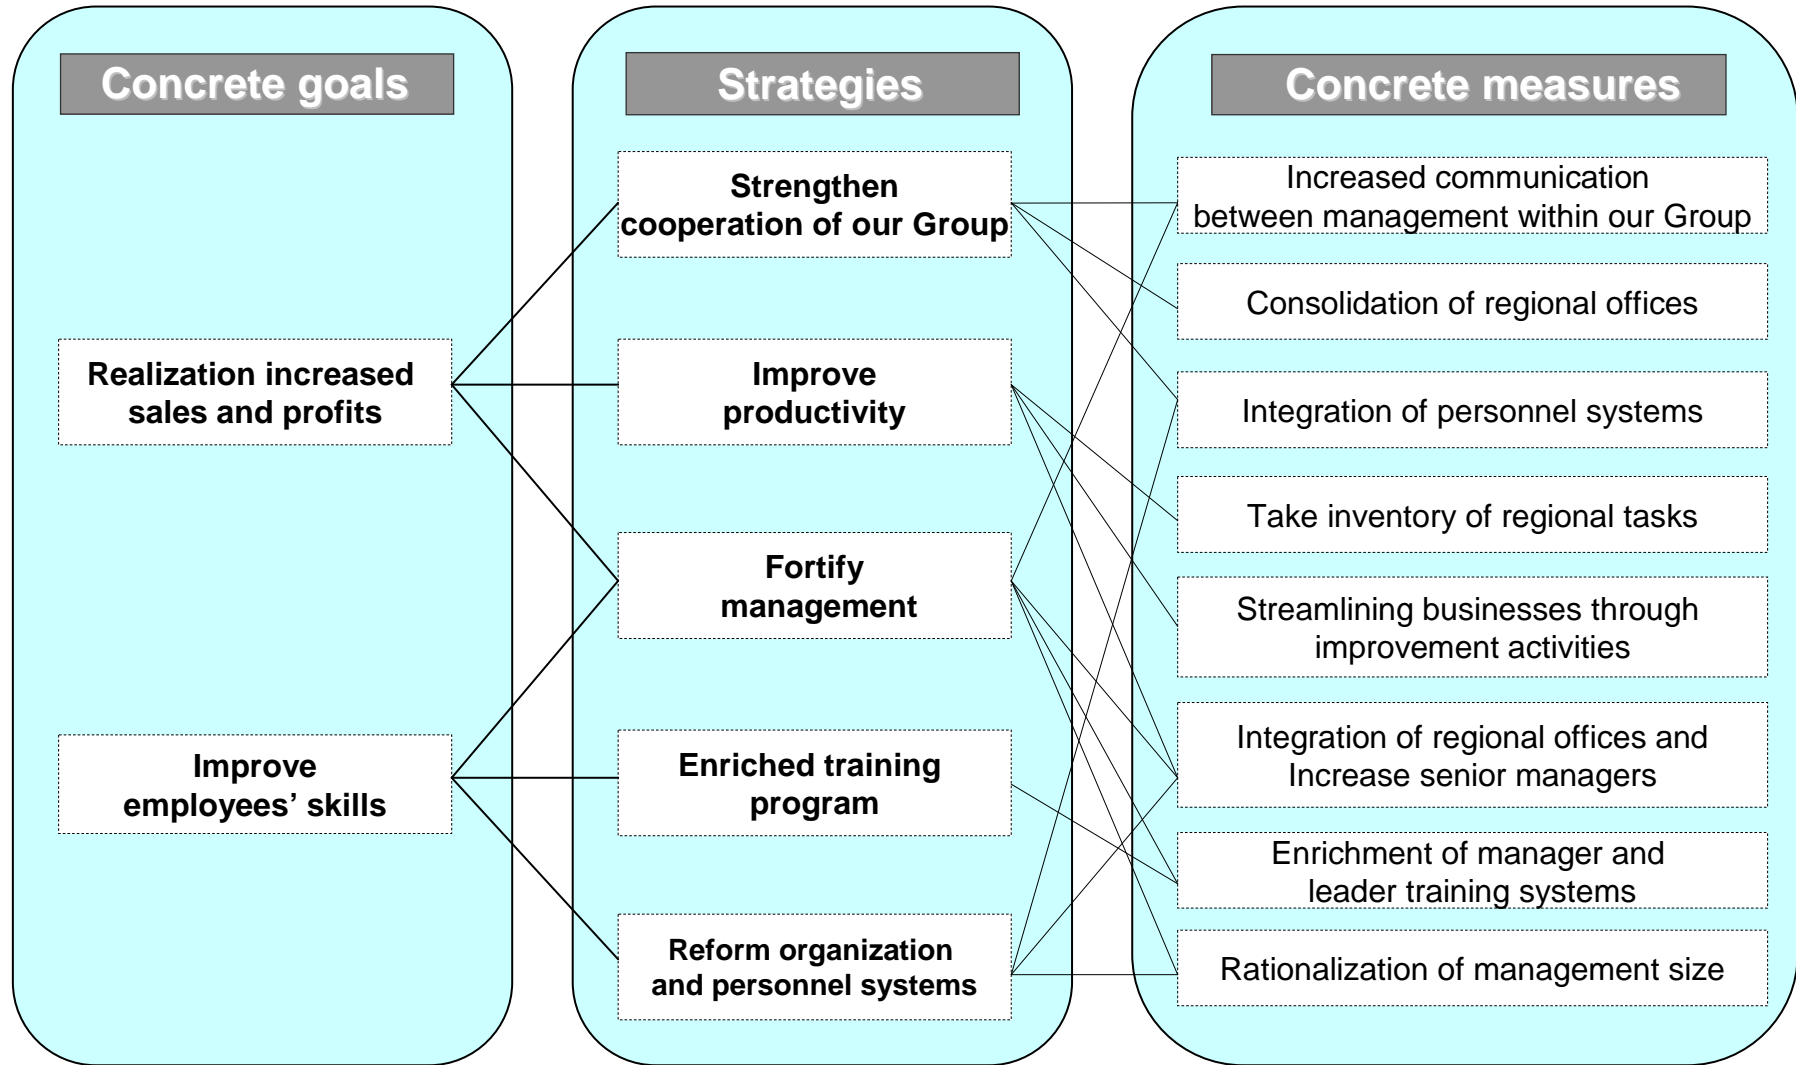 Concrete goals
Strategies
Concrete measures
Realization increased
sales and profits
Improve
employees’ skills
Strengthen
cooperation of our Group
Improve
productivity
Fortify
management
Enriched training
program
Reform organization
and personnel systems
Increased communication
between management within our Group
Consolidation of regional offices
Integration of personnel systems
Take inventory of regional tasks
Streamlining businesses through
improvement activities
Integration of regional offices and
Increase senior managers
Enrichment of manager and
leader training systems
Rationalization of management size